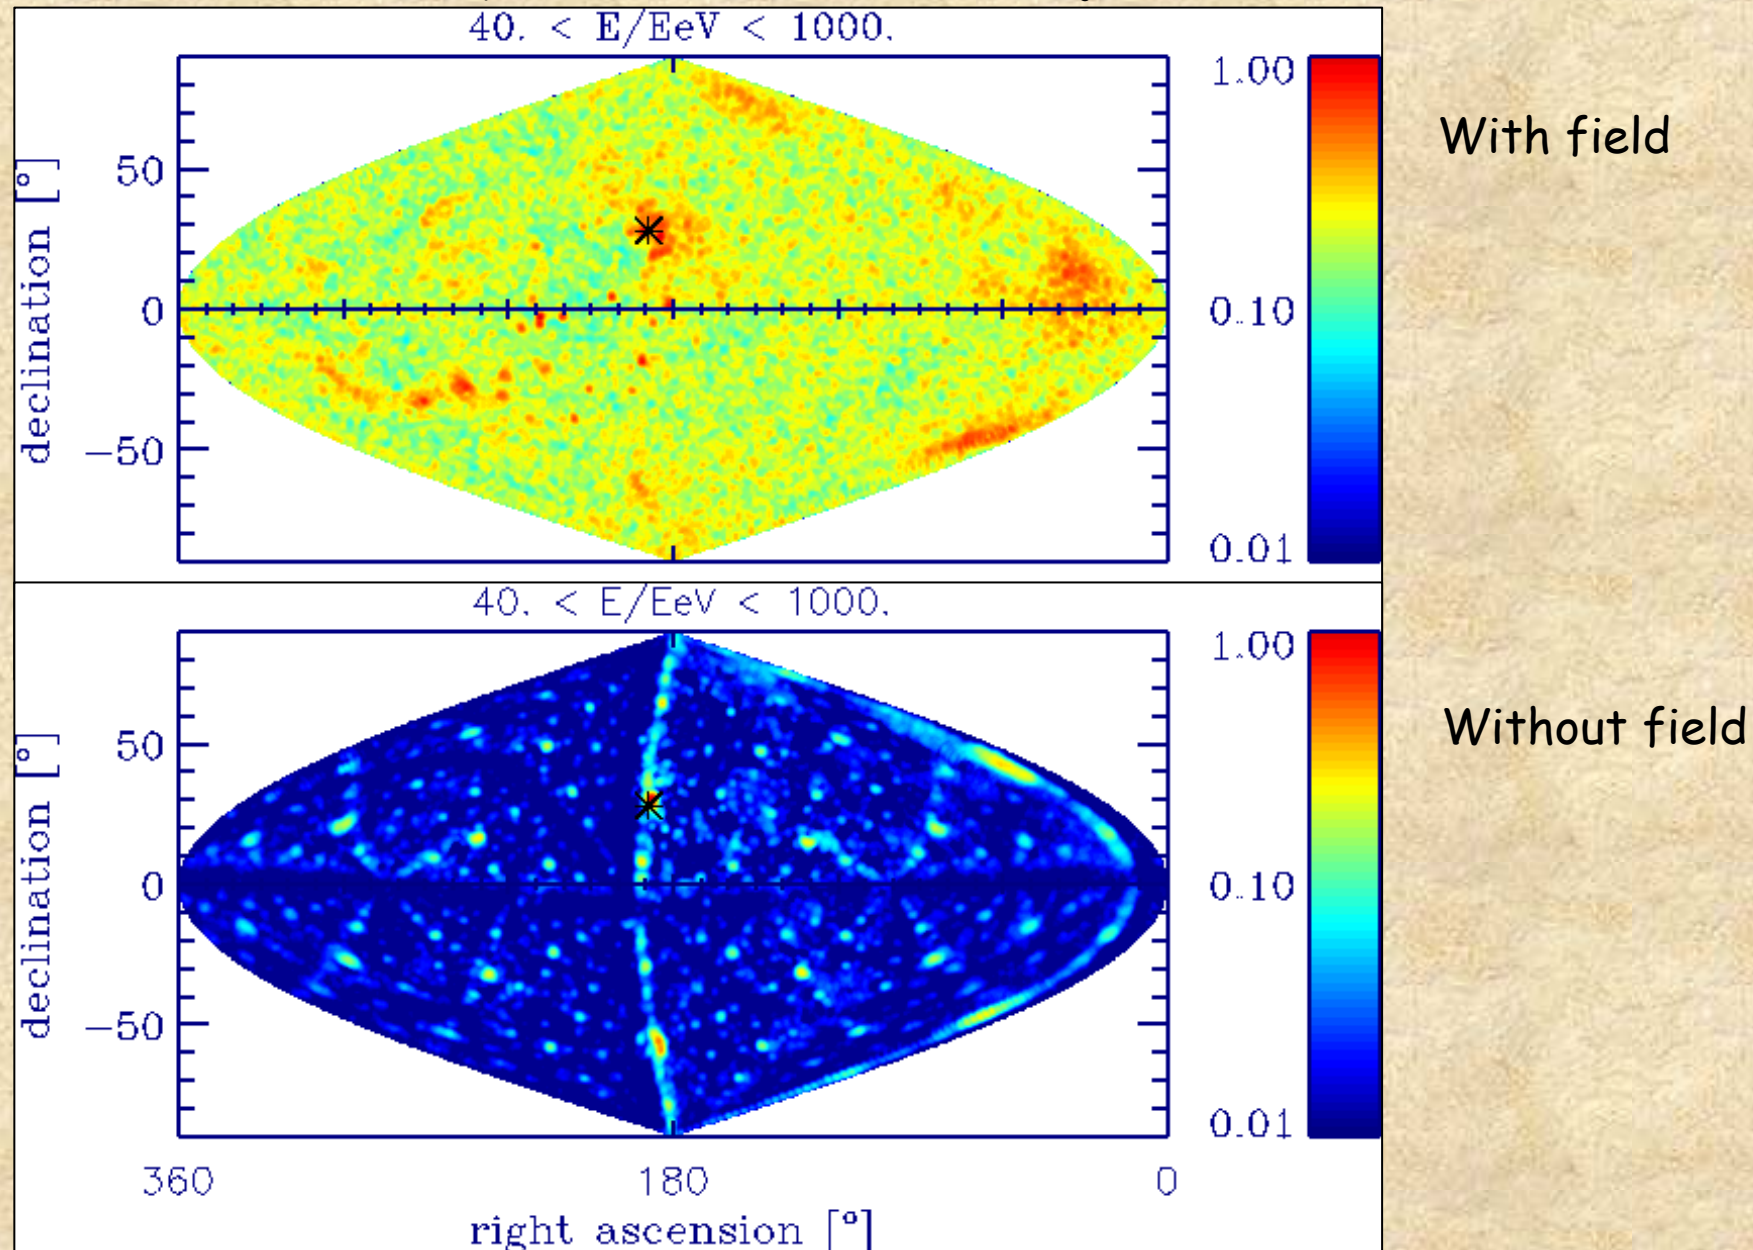 40. < E/EeV < 1000.
1.00
With field
50
declination [°]
0
0.10
−50
0.01
40. < E/EeV < 1000.
1.00
Without field
50
declination [°]
0
0.10
−50
0.01
360
180
0
right ascension [°]